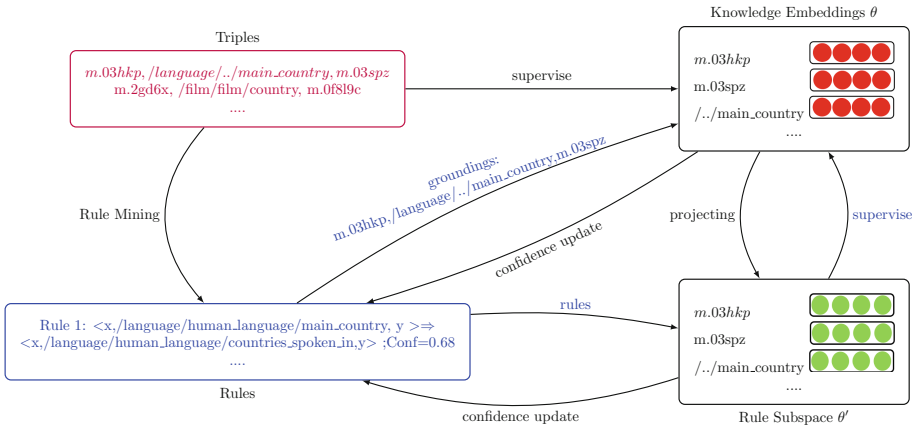 Knowledge Embeddings θ
Triples
m.03hkp, /language/../main_country, m.03spz
m.2gd6x, /film/film/country, m.0f8l9c
....
supervise
m.03hkp
m.03spz
/../main_country
....
groundings:
m.03hkp,/language/../main_country,m.03spz
Rule Mining
projecting
supervise
confidence update
Rule 1: <x,/language/human_language/main_country, y >⇒
<x,/language/human_language/countries_spoken_in,y> ;Conf=0.68
....
Rules
rules
m.03hkp
m.03spz
/../main_country
....
confidence update
Rule Subspace θ′